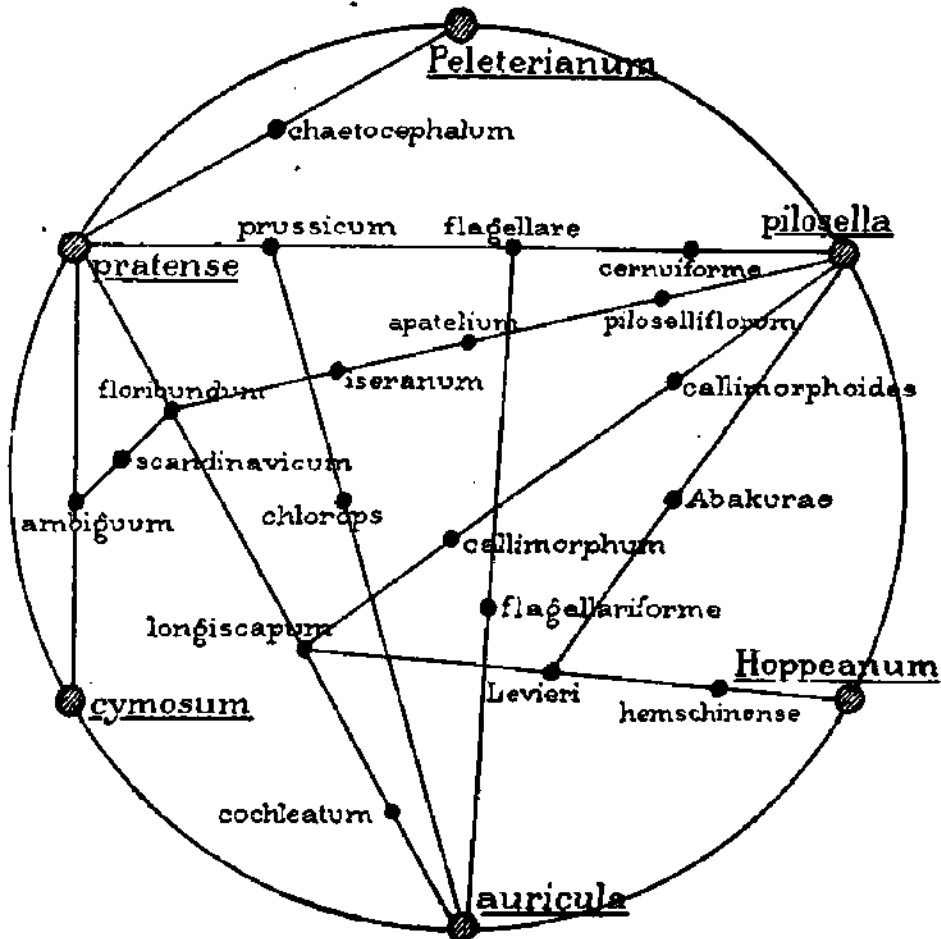 Peleterianum
chaetocephalum
prussicum
flagellare
pilosella
pratense
cernuiforme
apatelium
piloselliflorum
floribundum
iseranum
callimorphoides
scandinavicum
ambiguum
chlorops
Abakurae
callimorphum
longiscapum
flagellariforme
Hoppeanum
cymosum
Levieri
hemschinense
cochleatum
auricula